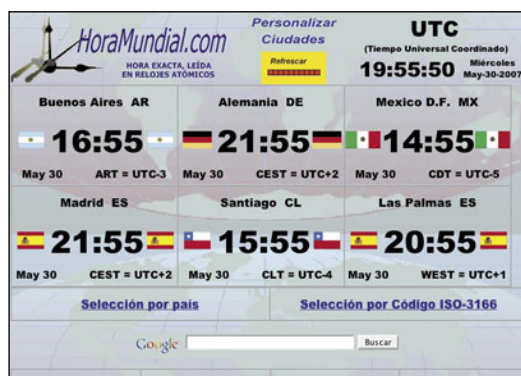 HoraMundial.com
HORA EXACTA, LEÍDA
EN RELOJES ATÓMICOS
Personalizar
Ciudades
Refrescar
UTC
(Tiempo Universal Coordinado)
19:55:50 Miércoles
May-30-2007
Buenos Aires AR
16:55
May 30 ART = UTC-3
Alemania DE
21:55
May 30 CEST = UTC+2
Mexico D.F. MX
14:55
May 30 CDT = UTC-5
Madrid ES
21:55
May 30 CEST = UTC+2
Santiago CL
15:55
May 30 CLT = UTC-4
Las Palmas ES
20:55
May 30 WEST = UTC+1
Selección por país
Selección por Código ISO-3166
Google Buscar